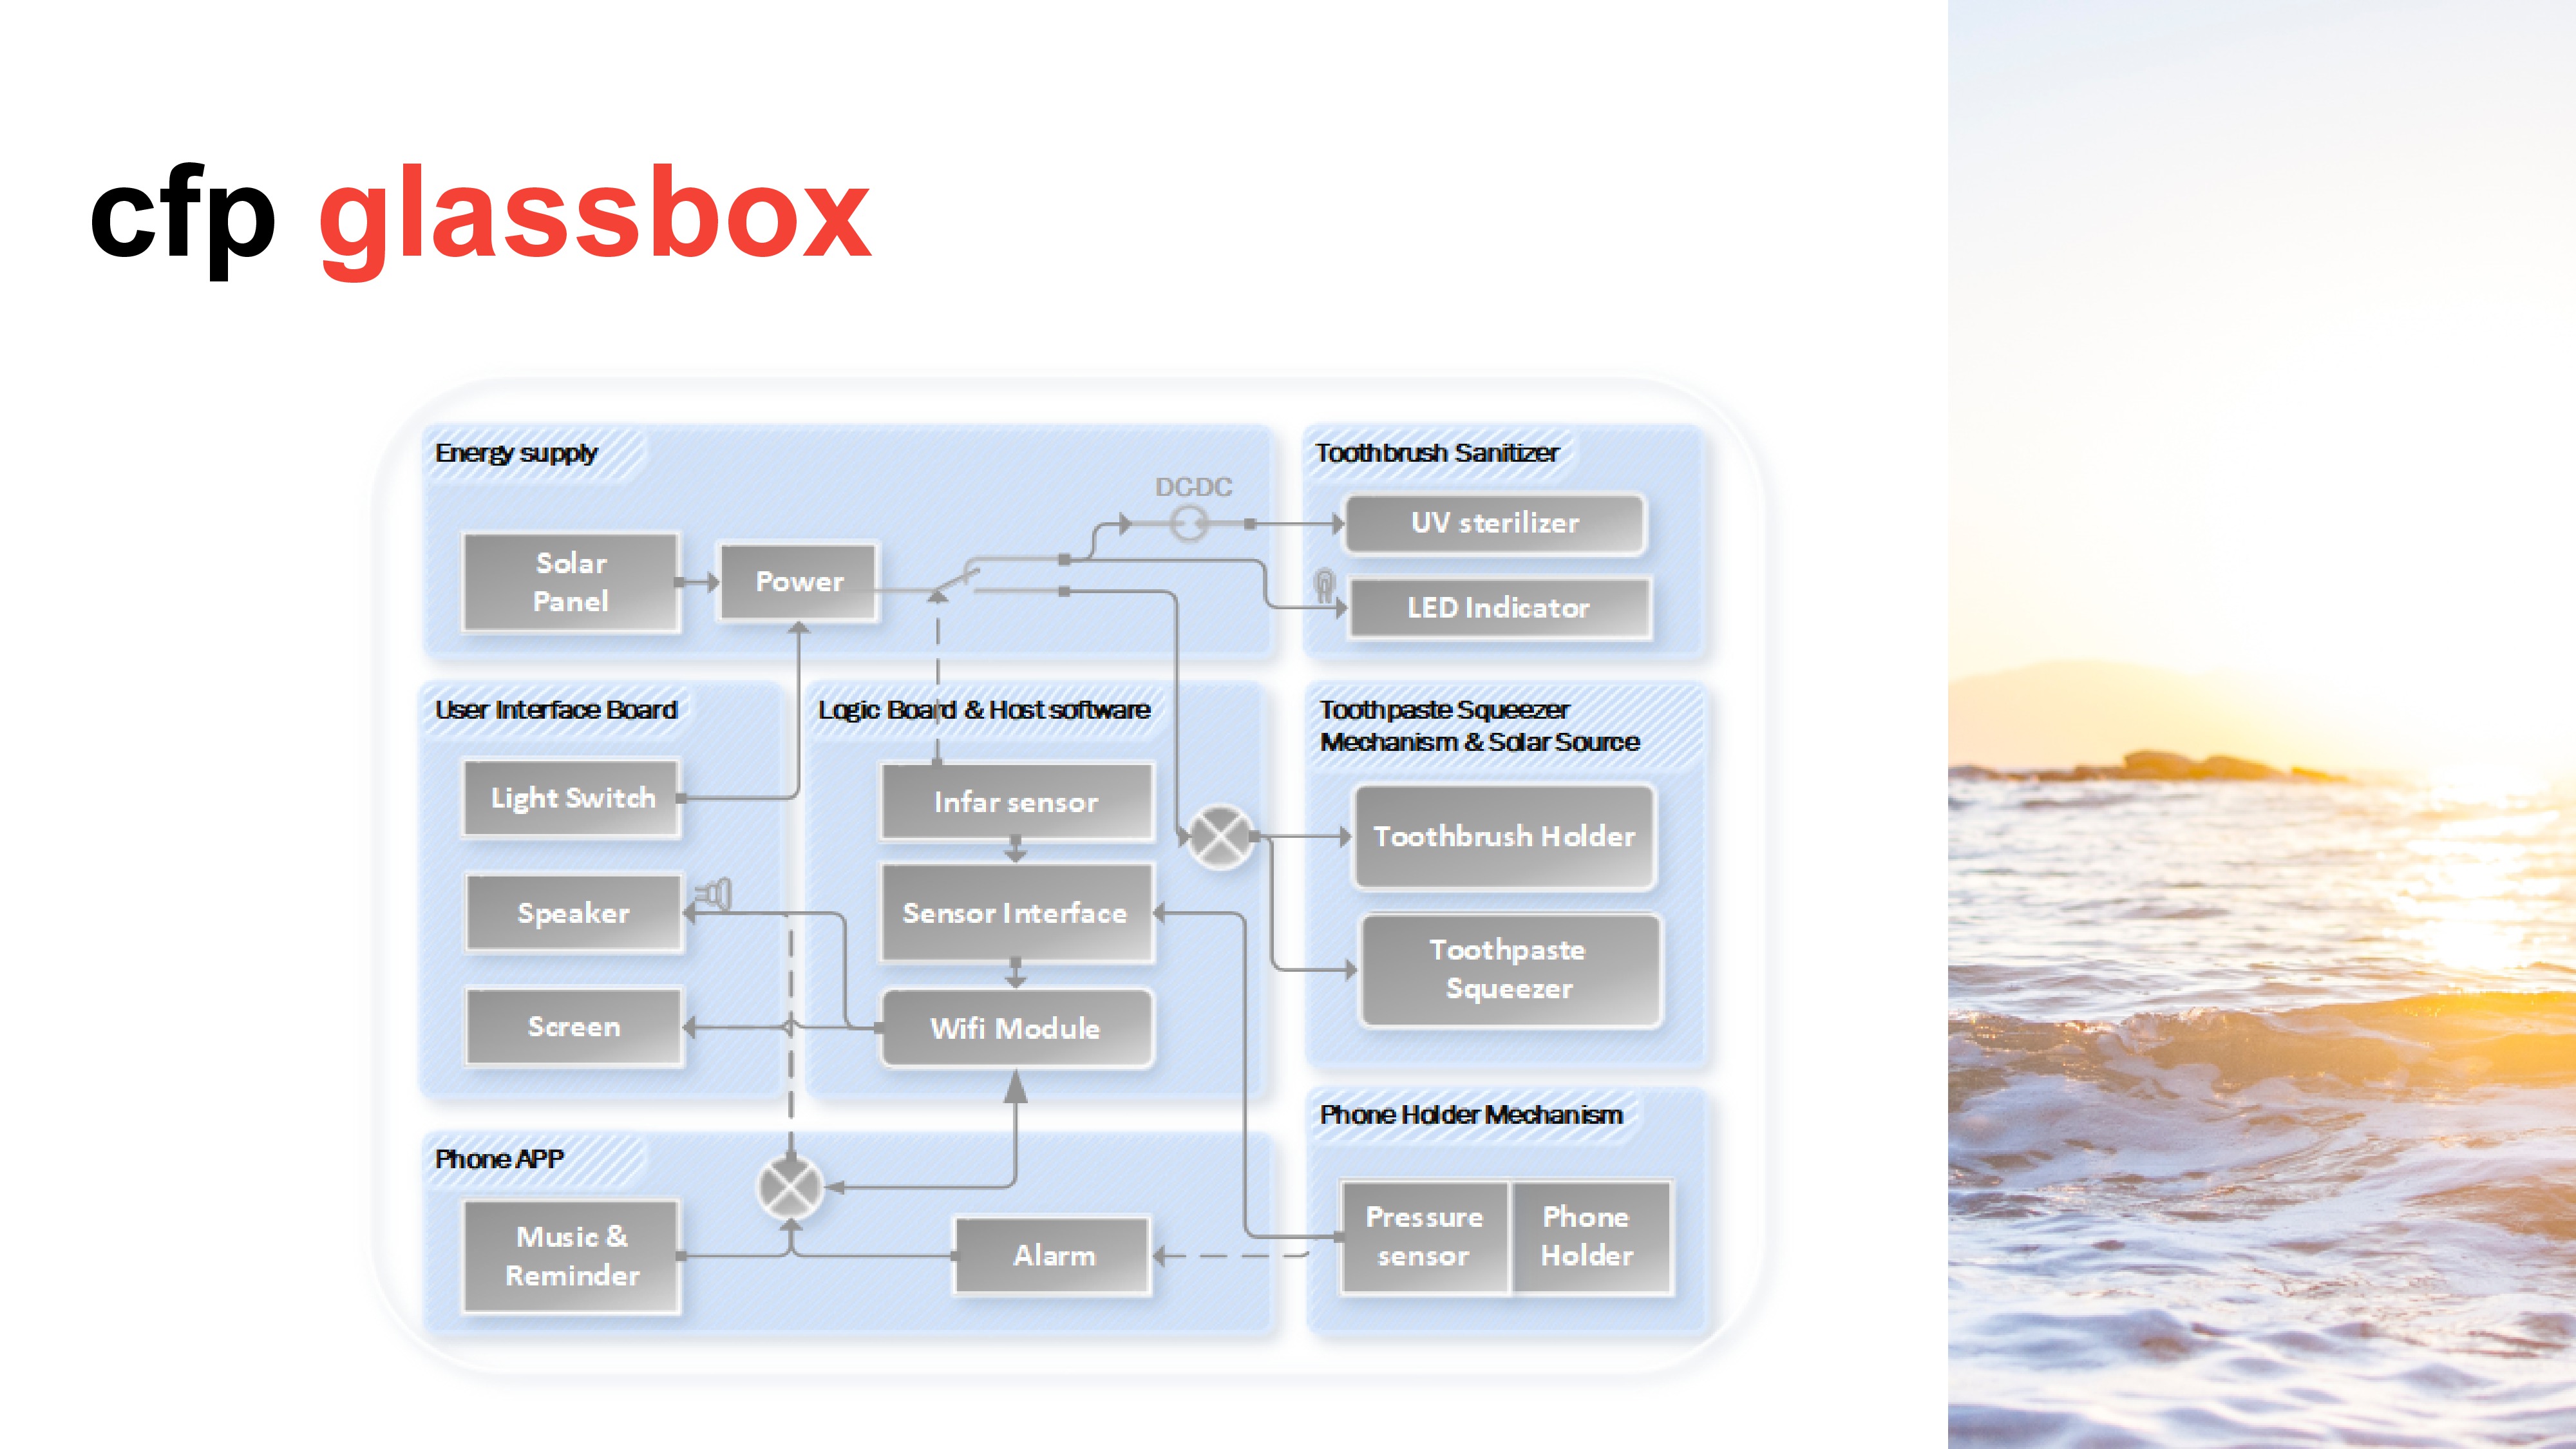 cfp glassbox
Energy supply
DCDC
Solar
Panel
Power
Toothbrush Sanitizer
UV sterilizer
LED Indicator
User Interface Board
Light Switch
Speaker
Screen
Logic Board & Host software
Infar sensor
Sensor Interface
Wifi Module
Toothpaste Squeezer
Mechanism & Solar Source
Toothbrush Holder
Toothpaste
Squeezer
Phone APP
Music &
Reminder
Alarm
Phone Holder Mechanism
Pressure
sensor
Phone
Holder